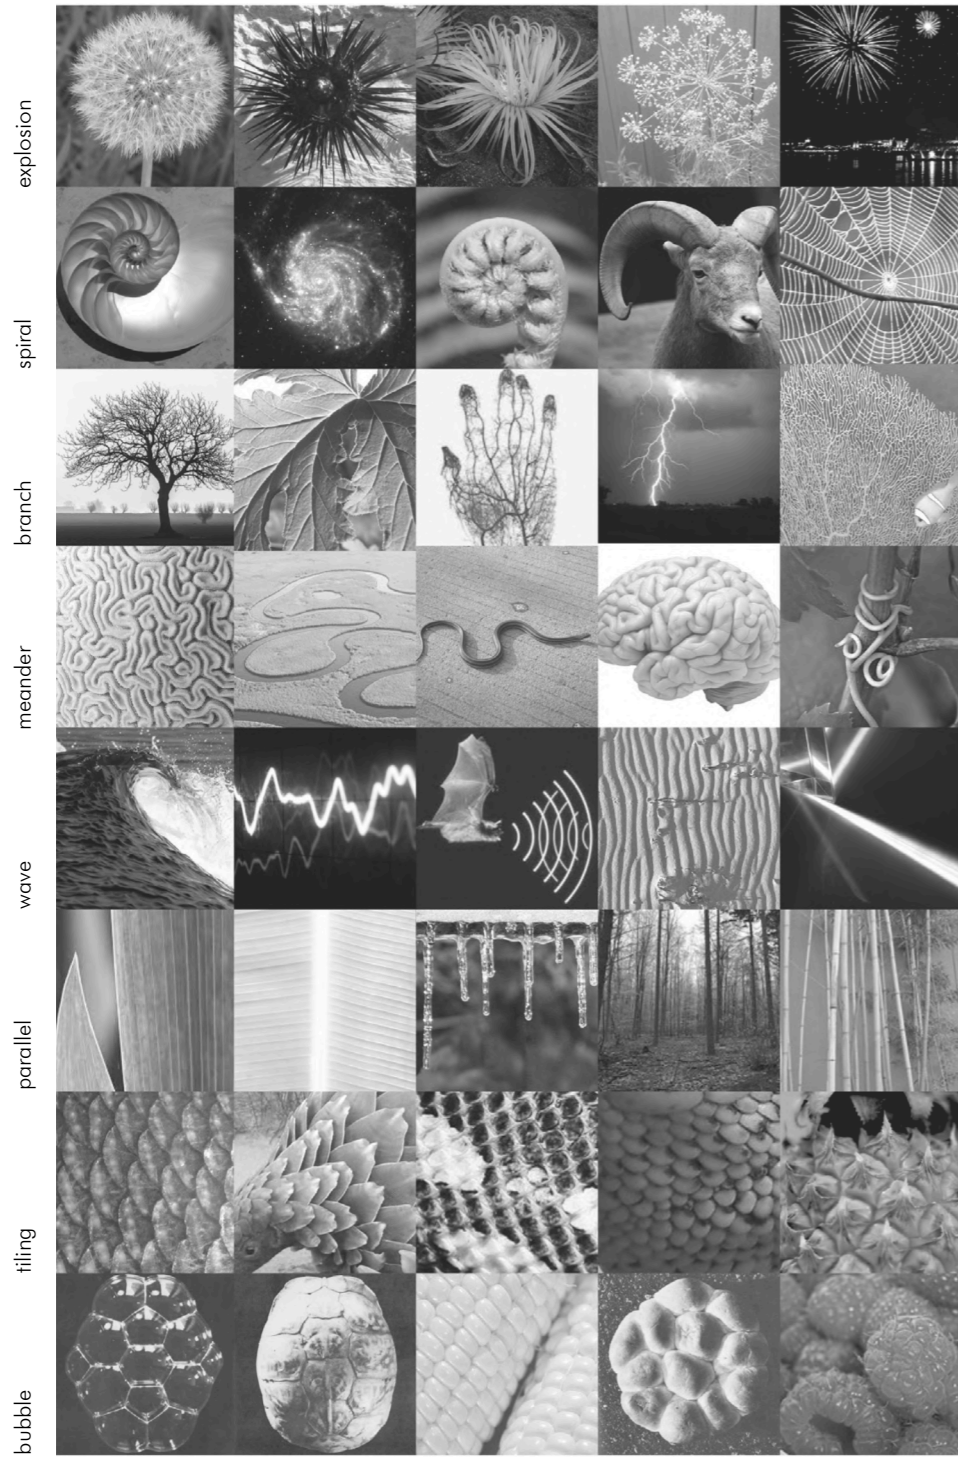 explosion
spiral
branch
meander
wave
parallel
tiling
bubble